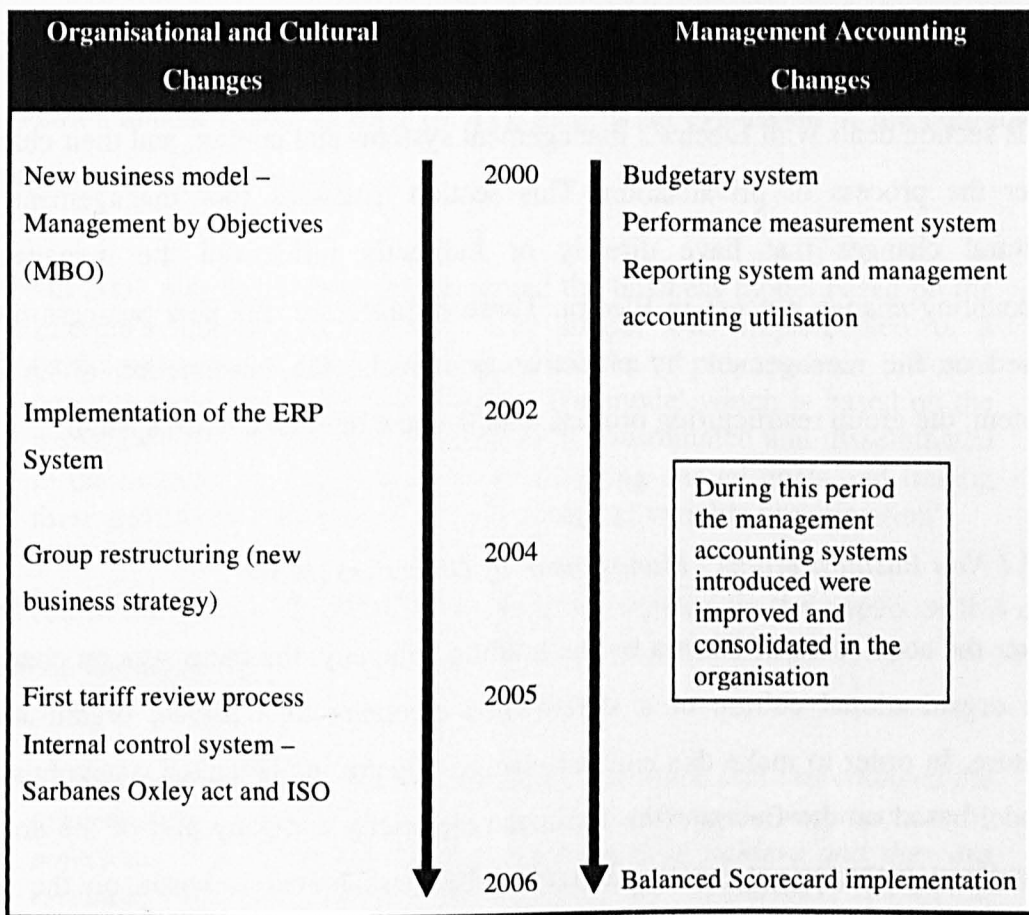 Organisational and Cultural
Changes
Management Accounting
Changes
New business model –
Management by Objectives
(MBO)
2000
Budgetary system
Performance measurement system
Reporting system and management
accounting utilisation
Implementation of the ERP
System
2002
During this period
the management
accounting systems
introduced were
improved and
consolidated in the
organisation
Group restructuring (new
business strategy)
2004
First tariff review process
2005
Internal control system –
Sarbanes Oxley act and ISO
2006
Balanced Scorecard implementation